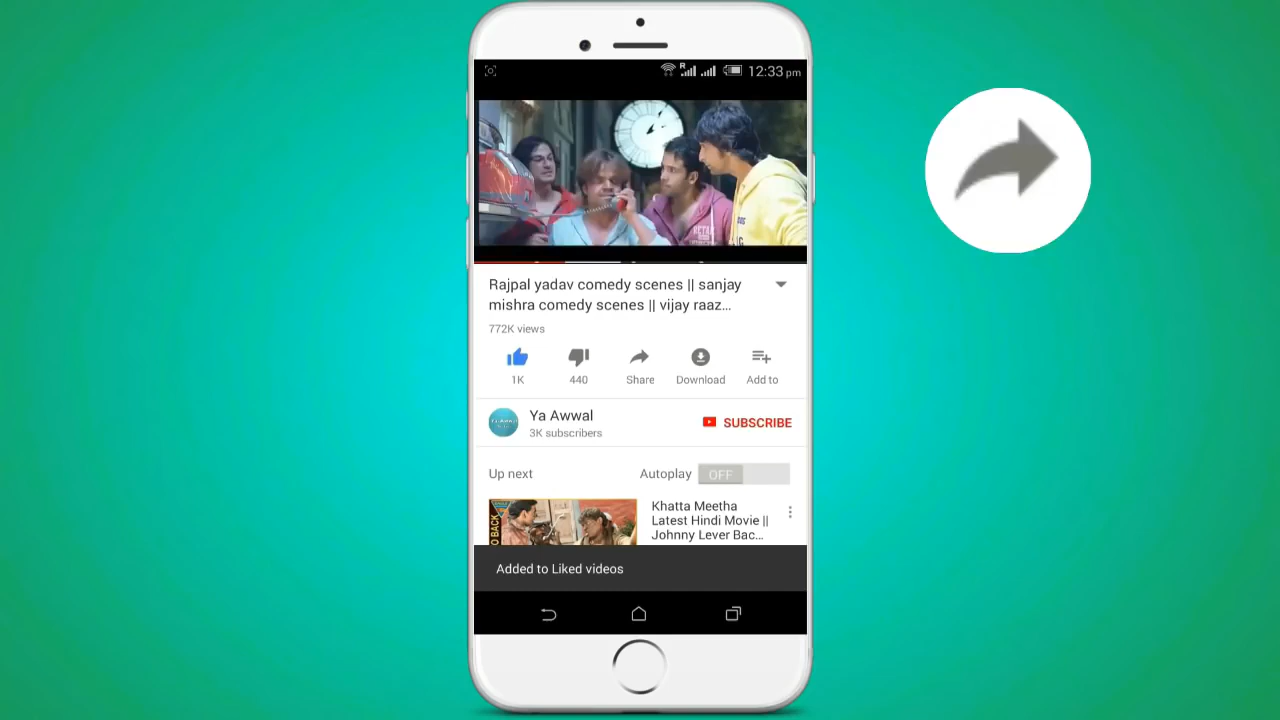 R
12:33 pm
Rajpal yadav comedy scenes || sanjay
mishra comedy scenes || vijay raaz...
772K views
1K
440
Share
Download
Add to
Ya Awwal
3K subscribers
SUBSCRIBE
Up next
Autoplay
OFF
Khatta Meetha
Latest Hindi Movie ||
Johnny Lever Bac...
Added to Liked videos